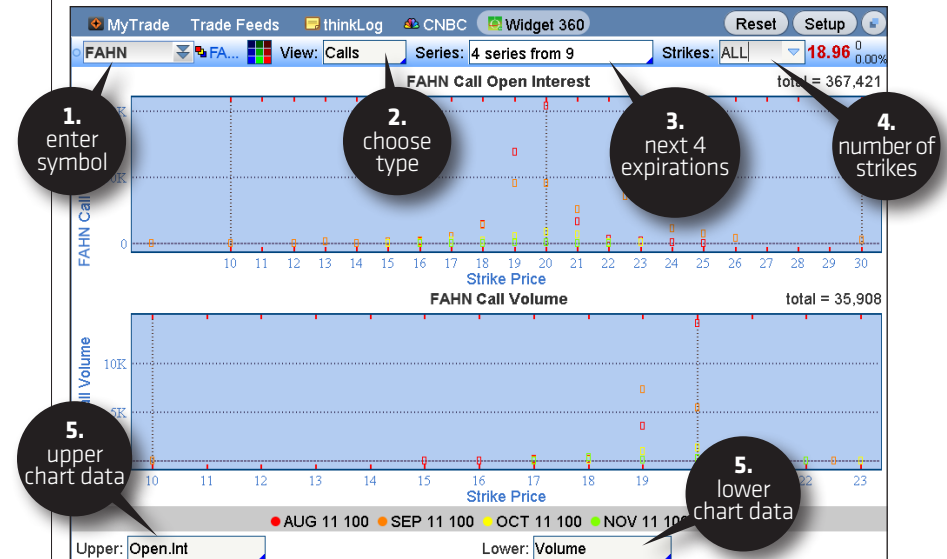 MyTrade Trade Feeds thinkLog CNBC Widget 360 Reset Setup
FAHN FA... View: Calls Series: 4 series from 9 Strikes: ALL 18.96 0 0.00%
FAHN Call Open Interest total = 367,421
1. enter symbol
2. choose type
3. next 4 expirations
4. number of strikes
FAHN Call
0
10 11 12 13 14 15 16 17 18 19 20 21 22 23 24 25 26 27 28 29 30
Strike Price
FAHN Call Volume total = 35,908
Volume
10K
5K
10 11 12 13 14 15 16 17 18 19 22 23
Strike Price
5. upper chart data
5. lower chart data
AUG 11 100 SEP 11 100 OCT 11 100 NOV 11 100
Upper: Open.Int Lower: Volume